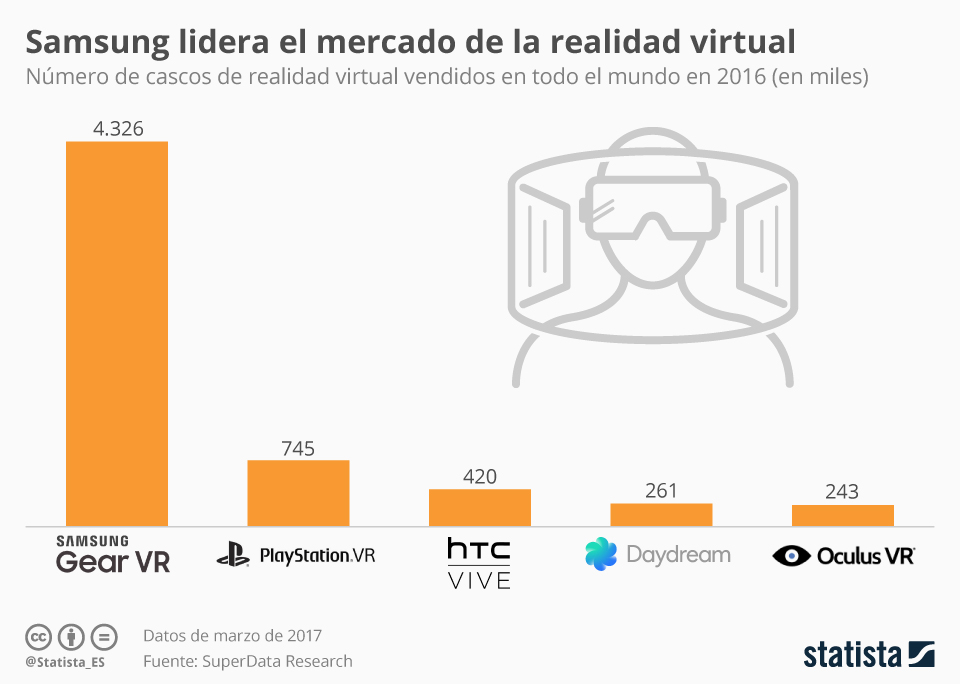 Samsung lidera el mercado de la realidad virtual
Número de cascos de realidad virtual vendidos en todo el mundo en 2016 (en miles)
4.326
745
420
261
243
SAMSUNG
Gear VR
PlayStation.VR
hTC
VIVE
Daydream
Oculus VR
cc
Datos de marzo de 2017
@Statista_ES
Fuente: SuperData Research
statista